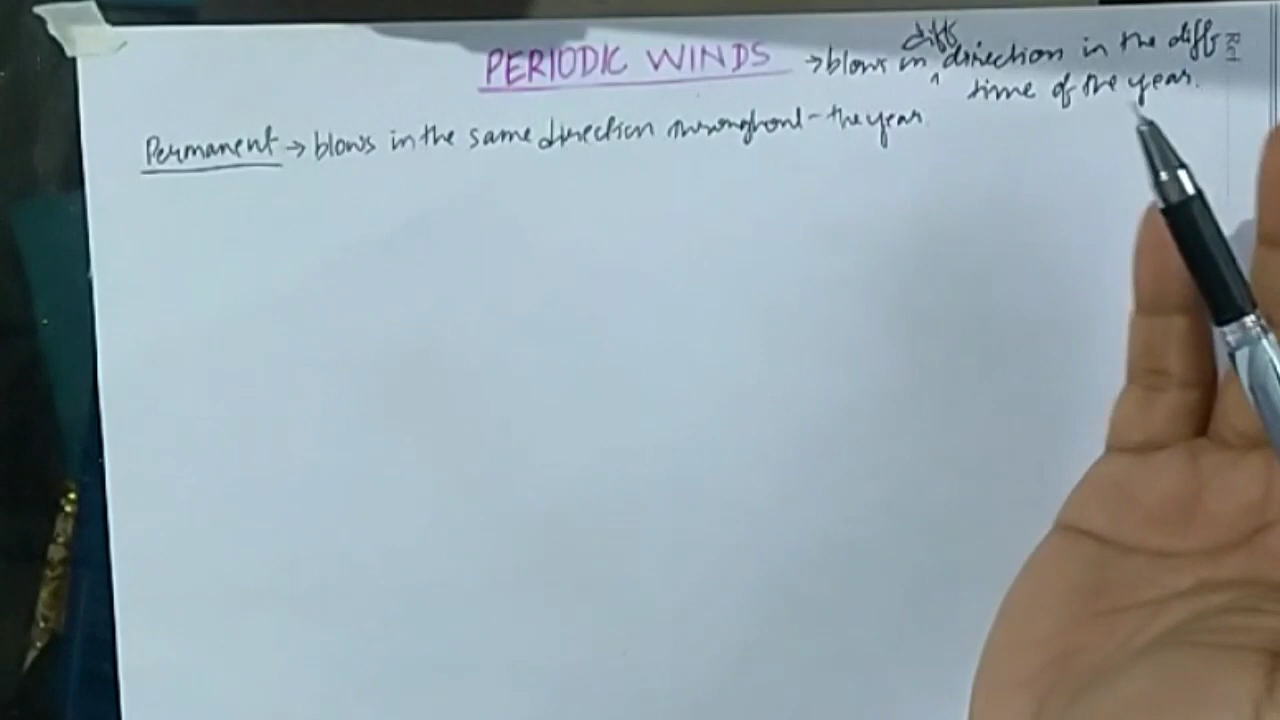 PERIODIC WINDS → blows in diff direction in the diff
time of the year.
Permanent → blows in the same direction throughout the year.